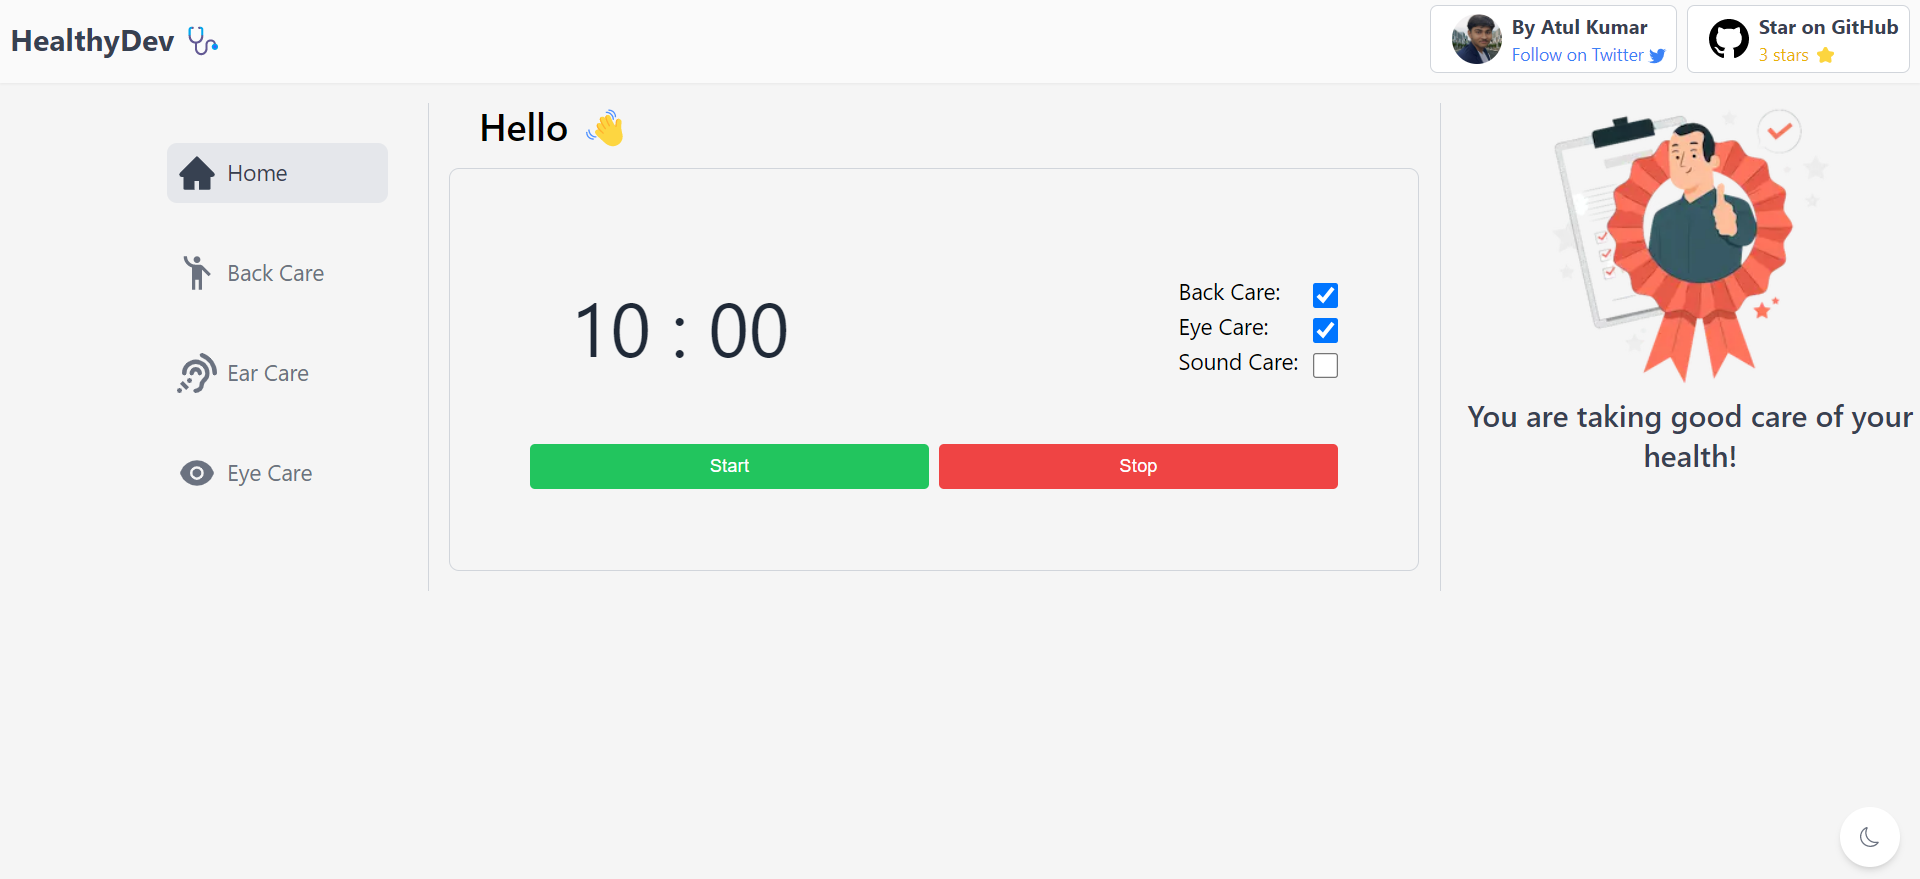 HealthyDev
By Atul Kumar
Follow on Twitter
Star on GitHub
3 stars
Home
Back Care
Ear Care
Eye Care
Hello
10 : 00
Back Care:
Eye Care:
Sound Care:
Start
Stop
You are taking good care of your
health!